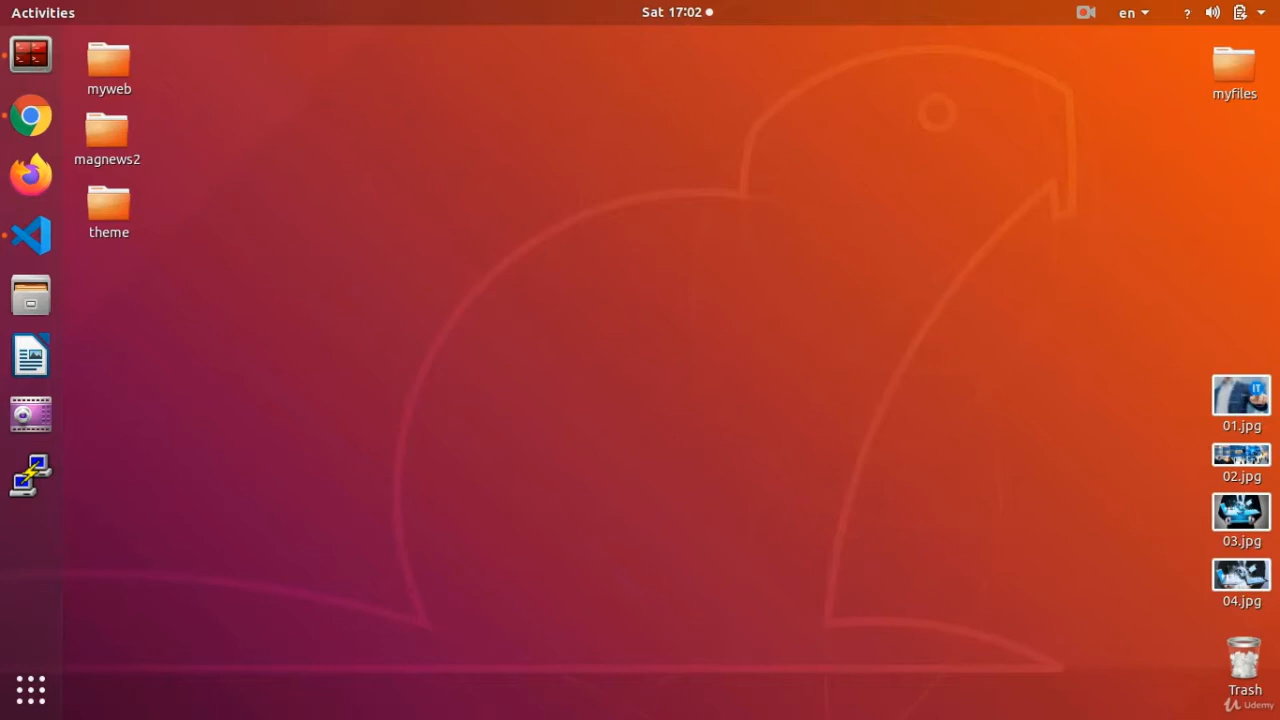 Activities
Sat 17:02
en
?
myweb
magnews2
theme
myfiles
IT
01.jpg
02.jpg
03.jpg
04.jpg
Trash
Udemy